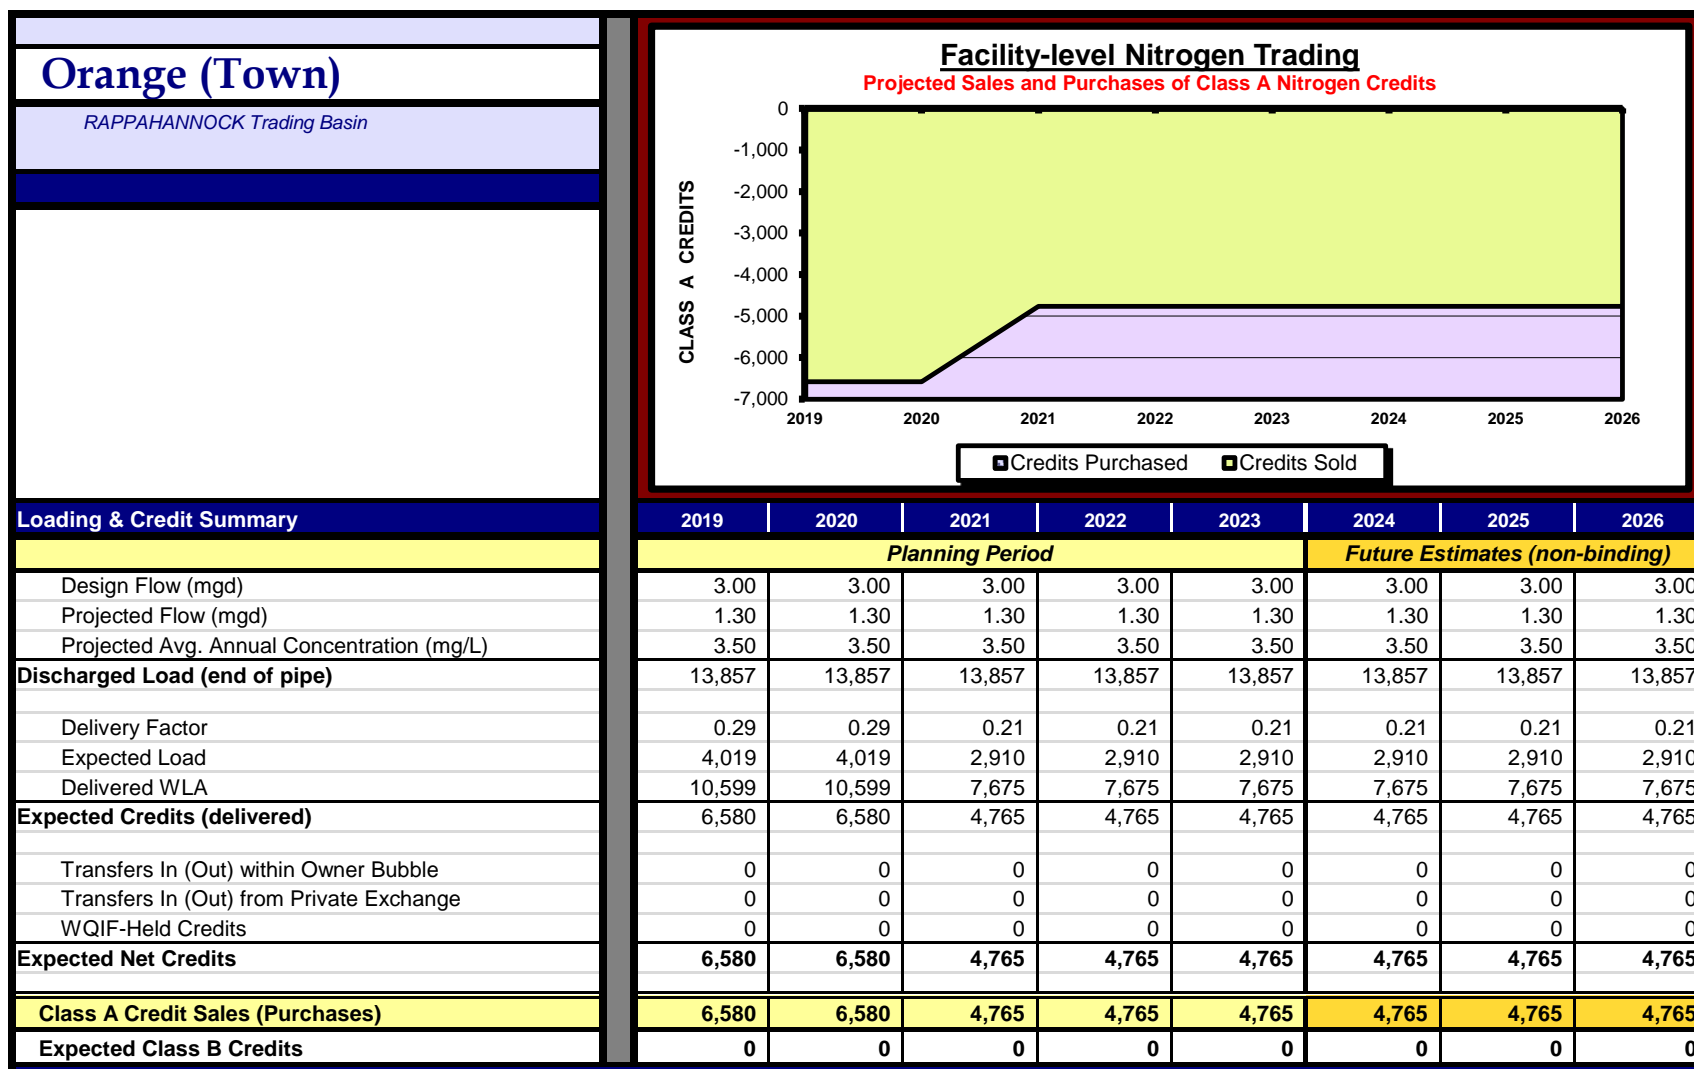 Orange (Town)
RAPPAHANNOCK Trading Basin
Facility-level Nitrogen Trading
Projected Sales and Purchases of Class A Nitrogen Credits
CLASS A CREDITS
0
-1,000
-2,000
-3,000
-4,000
-5,000
-6,000
-7,000
2019 2020 2021 2022 2023 2024 2025 2026
Credits Purchased Credits Sold
Loading & Credit Summary 2019 2020 2021 2022 2023 2024 2025 2026
Planning Period Future Estimates (non-binding)
Design Flow (mgd) 3.00 3.00 3.00 3.00 3.00 3.00 3.00 3.00
Projected Flow (mgd) 1.30 1.30 1.30 1.30 1.30 1.30 1.30 1.30
Projected Avg. Annual Concentration (mg/L) 3.50 3.50 3.50 3.50 3.50 3.50 3.50 3.50
Discharged Load (end of pipe) 13,857 13,857 13,857 13,857 13,857 13,857 13,857 13,857
Delivery Factor 0.29 0.29 0.21 0.21 0.21 0.21 0.21 0.21
Expected Load 4,019 4,019 2,910 2,910 2,910 2,910 2,910 2,910
Delivered WLA 10,599 10,599 7,675 7,675 7,675 7,675 7,675 7,675
Expected Credits (delivered) 6,580 6,580 4,765 4,765 4,765 4,765 4,765 4,765
Transfers In (Out) within Owner Bubble 0 0 0 0 0 0 0 0
Transfers In (Out) from Private Exchange 0 0 0 0 0 0 0 0
WQIF-Held Credits 0 0 0 0 0 0 0 0
Expected Net Credits 6,580 6,580 4,765 4,765 4,765 4,765 4,765 4,765
Class A Credit Sales (Purchases) 6,580 6,580 4,765 4,765 4,765 4,765 4,765 4,765
Expected Class B Credits 0 0 0 0 0 0 0 0